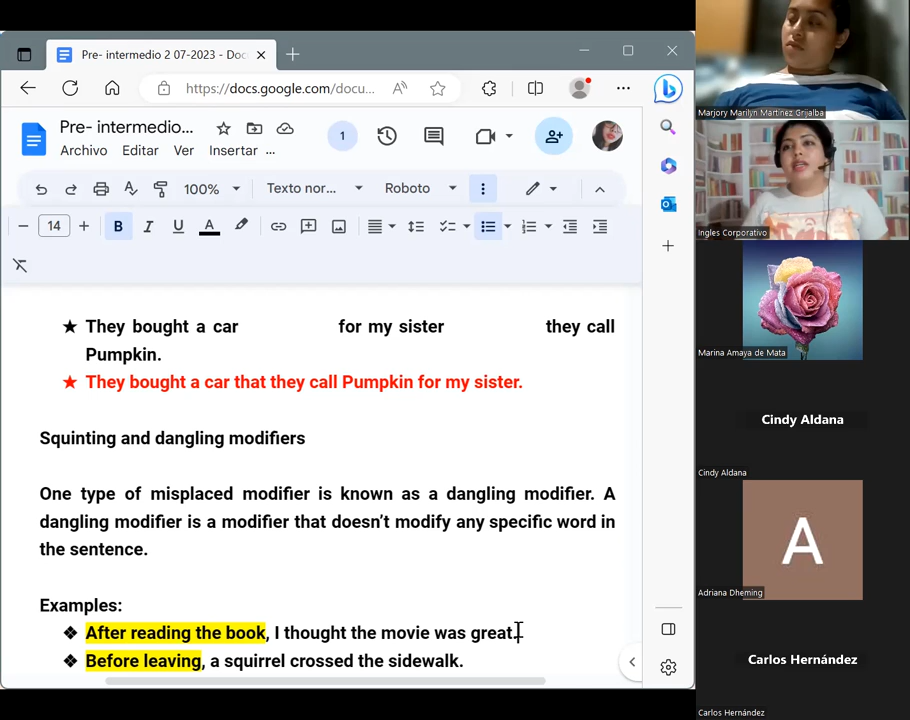 Pre- intermedio 2 07-2023 - Doc
https://docs.google.com/docu...
Pre- intermedio...
Archivo Editar Ver Insertar ...
1
100% Texto nor... Roboto
14
★ They bought a car for my sister they call
Pumpkin.
★ They bought a car that they call Pumpkin for my sister.
Squinting and dangling modifiers
One type of misplaced modifier is known as a dangling modifier. A
dangling modifier is a modifier that doesn't modify any specific word in
the sentence.
Examples:
❖ After reading the book, I thought the movie was great.
❖ Before leaving, a squirrel crossed the sidewalk.
Marjory Marilyn Martinez Grijalba
Ingles Corporativo
Marina Amaya de Mata
Cindy Aldana
Cindy Aldana
A
Adriana Dheming
Carlos Hernández
Carlos Hernández